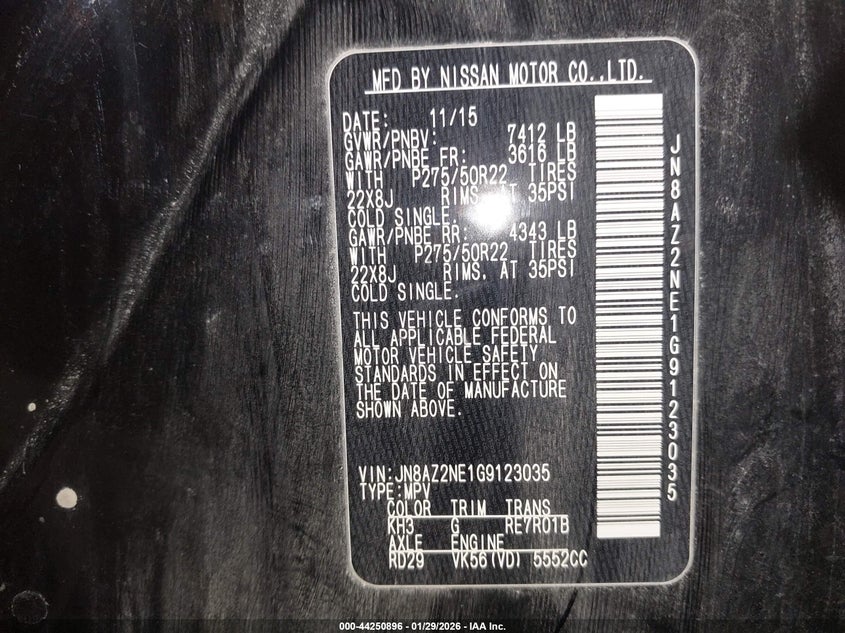 MFD BY NISSAN MOTOR CO.,LTD.
DATE: 11/15
GVWR/PNBV: 7412 LB
GAWR/PNBE FR: 3616 LB
WITH P275/50R22 TIRES
22X8J RIMS. AT 35PSI
COLD SINGLE.
GAWR/PNBE RR: 4343 LB
WITH P275/50R22 TIRES
22X8J RIMS. AT 35PSI
COLD SINGLE.
THIS VEHICLE CONFORMS TO
ALL APPLICABLE FEDERAL
MOTOR VEHICLE SAFETY
STANDARDS IN EFFECT ON
THE DATE OF MANUFACTURE
SHOWN ABOVE.
VIN:JN8AZ2NE1G9123035
TYPE:MPV
COLOR TRIM TRANS
KH3 G RE7R01B
AXLE ENGINE
RD29 VK56(VD) 5552CC
JN8AZ2NE1G9123035
000-44250896 - 01/29/2026 - IAA Inc.